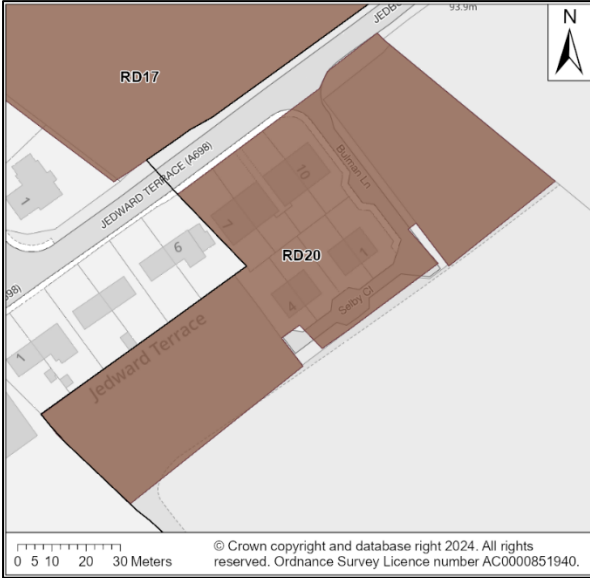 JEDBU
93.9m
N
RD17
JEDWARD TERRACE (A698)
Bulman Ln
10
1
7
6
RD20
1
98)
4
Selby Cl
Jedward Terrace
1
0 5 10 20 30 Meters
© Crown copyright and database right 2024. All rights
reserved. Ordnance Survey Licence number AC0000851940.